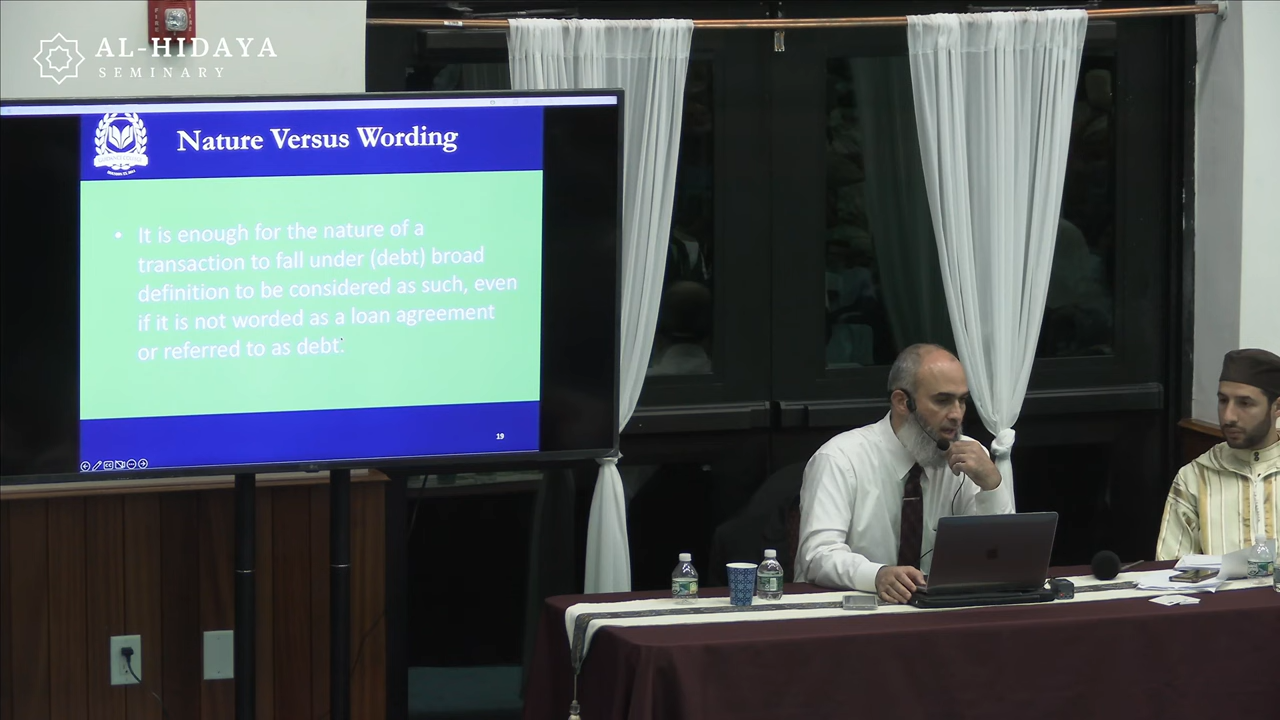 AL-HIDAYA
SEMINARY
Nature Versus Wording
• It is enough for the nature of a
transaction to fall under (debt) broad
definition to be considered as such, even
if it is not worded as a loan agreement
or referred to as debt.
19